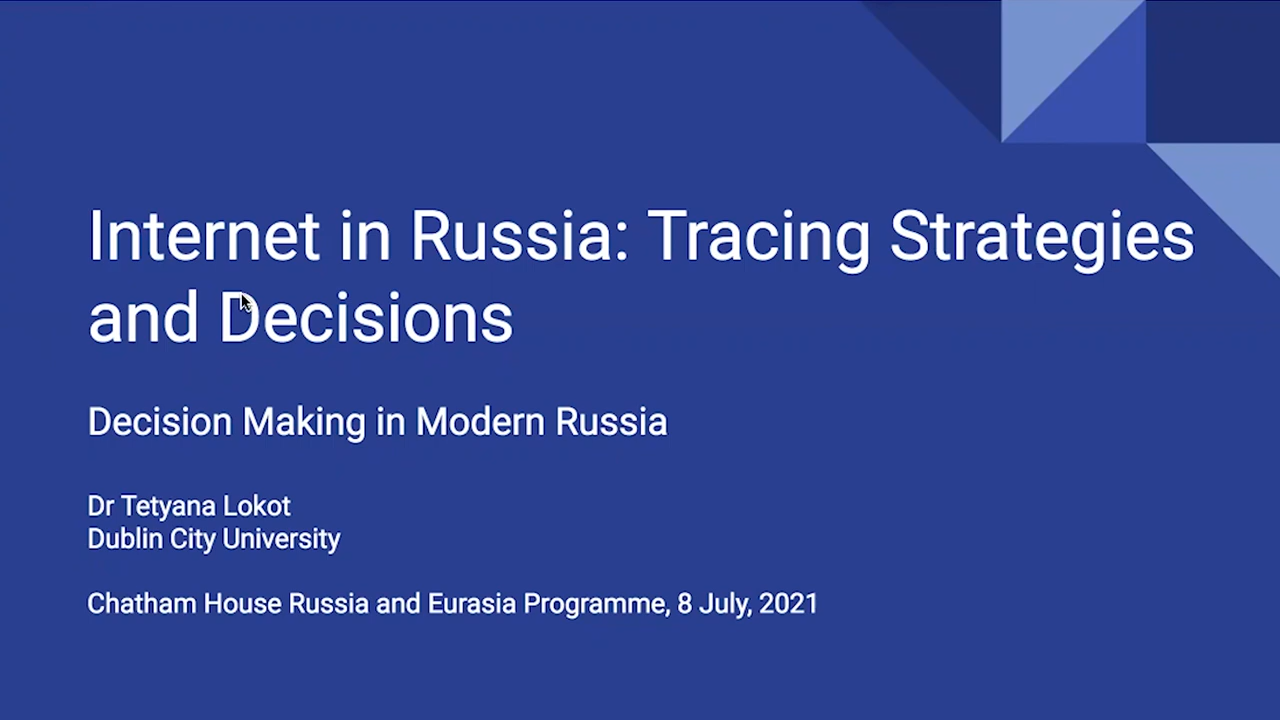 Internet in Russia: Tracing Strategies
and Decisions
Decision Making in Modern Russia
Dr Tetyana Lokot
Dublin City University
Chatham House Russia and Eurasia Programme, 8 July, 2021